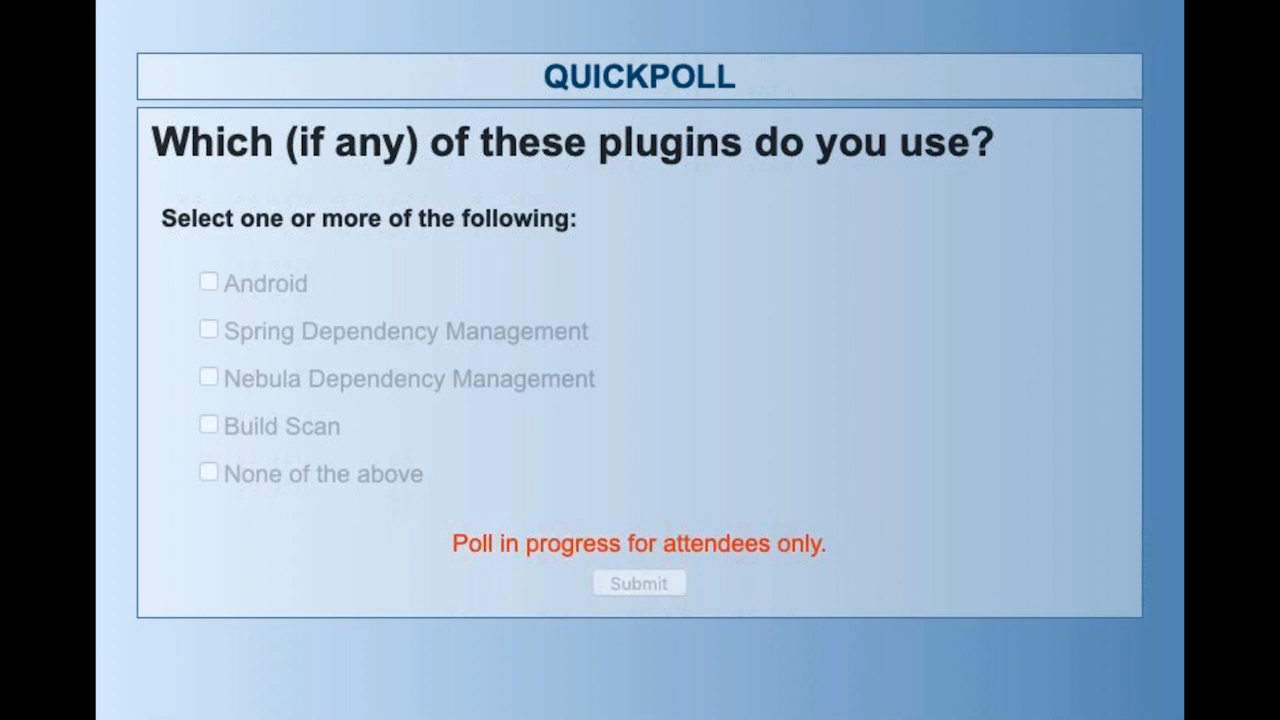 QUICKPOLL
Which (if any) of these plugins do you use?
Select one or more of the following:
Android
Spring Dependency Management
Nebula Dependency Management
Build Scan
None of the above
Poll in progress for attendees only.
Submit